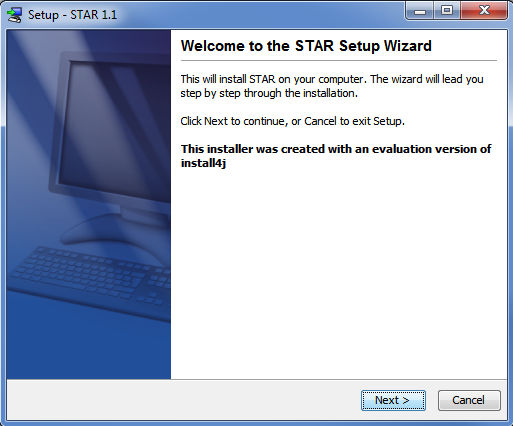 Setup - STAR 1.1
Welcome to the STAR Setup Wizard
This will install STAR on your computer. The wizard will lead you
step by step through the installation.
Click Next to continue, or Cancel to exit Setup.
This installer was created with an evaluation version of
install4j
Next >
Cancel